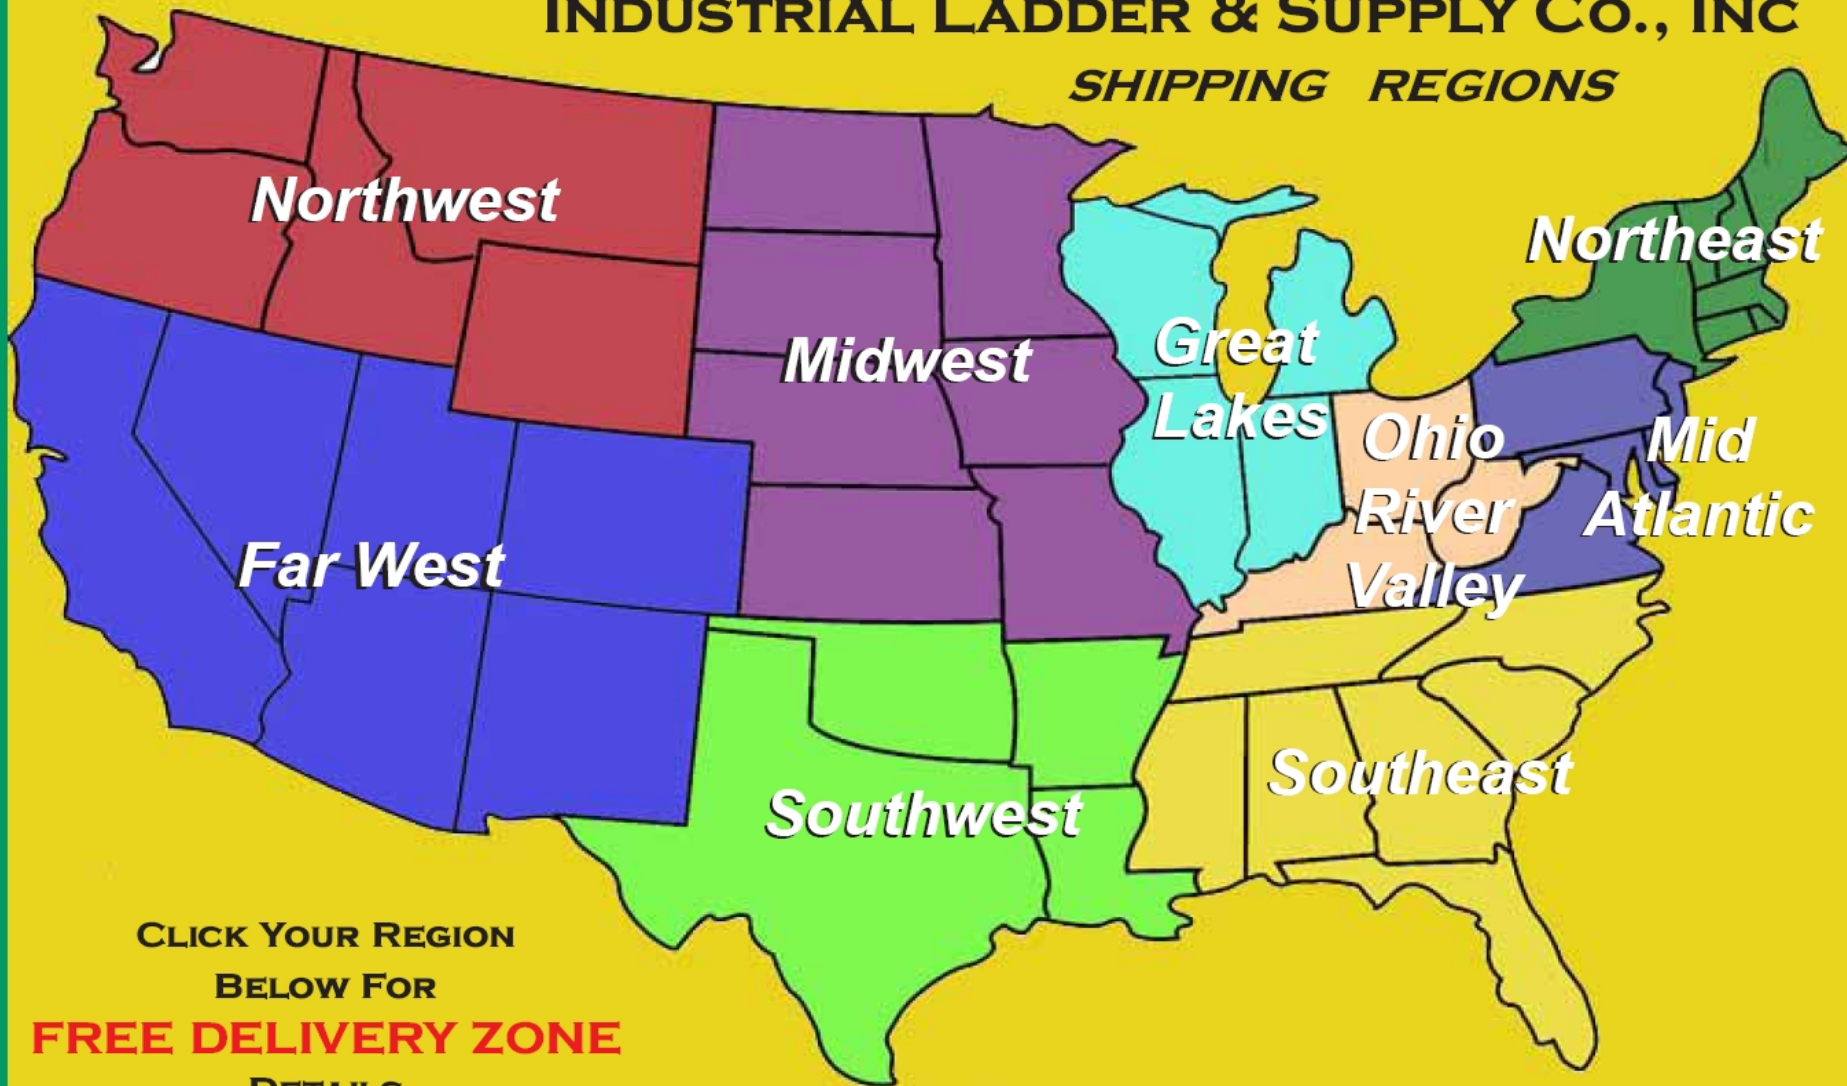 INDUSTRIAL LADDER & SUPPLY CO., INC
SHIPPING REGIONS
Northwest
Northeast
Midwest
Great
Lakes
Ohio
River
Valley
Mid
Atlantic
Far West
Southwest
Southeast
CLICK YOUR REGION
BELOW FOR
FREE DELIVERY ZONE
DETAILS